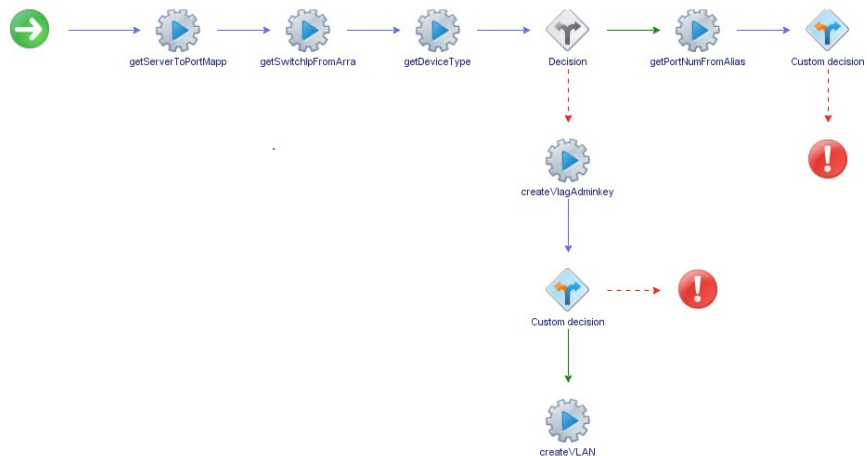 getServerToPortMapp
getSwitchIpFromArra
getDeviceType
Decision
getPortNumFromAlias
Custom decision
createVlagAdminkey
Custom decision
createVLAN